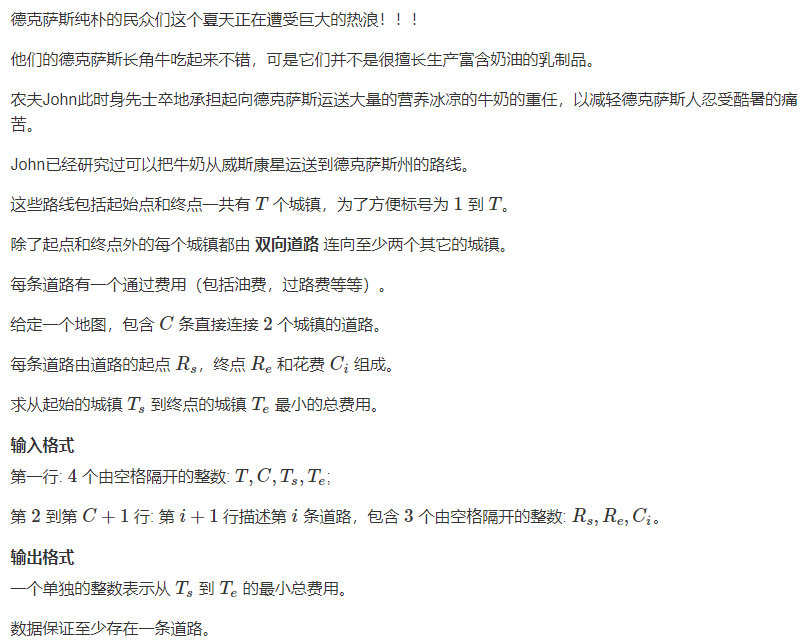 德克萨斯纯朴的民众们这个夏天正在遭受巨大的热浪！！！
他们的德克萨斯长角牛吃起来不错，可是它们并不是很擅长生产富含奶油的乳制品。
农夫John此时身先士卒地承担起向德克萨斯运送大量的营养冰凉的牛奶的重任，以减轻德克萨斯人忍受酷暑的痛
苦。
John已经研究过可以把牛奶从威斯康星运送到德克萨斯州的路线。
这些路线包括起始点和终点一共有 T 个城镇，为了方便标号为 1 到 T。
除了起点和终点外的每个城镇都由 双向道路 连向至少两个其它的城镇。
每条道路有一个通过费用（包括油费，过路费等等）。
给定一个地图，包含 C 条直接连接 2 个城镇的道路。
每条道路由道路的起点 Rs，终点 Re 和花费 Ci 组成。
求从起始的城镇 Ts 到终点的城镇 Te 最小的总费用。
输入格式
第一行: 4 个由空格隔开的整数: T, C, Ts, Te;
第 2 到第 C + 1 行: 第 i + 1 行描述第 i 条道路，包含 3 个由空格隔开的整数: Rs, Re, Ci。
输出格式
一个单独的整数表示从 Ts 到 Te 的最小总费用。
数据保证至少存在一条道路。